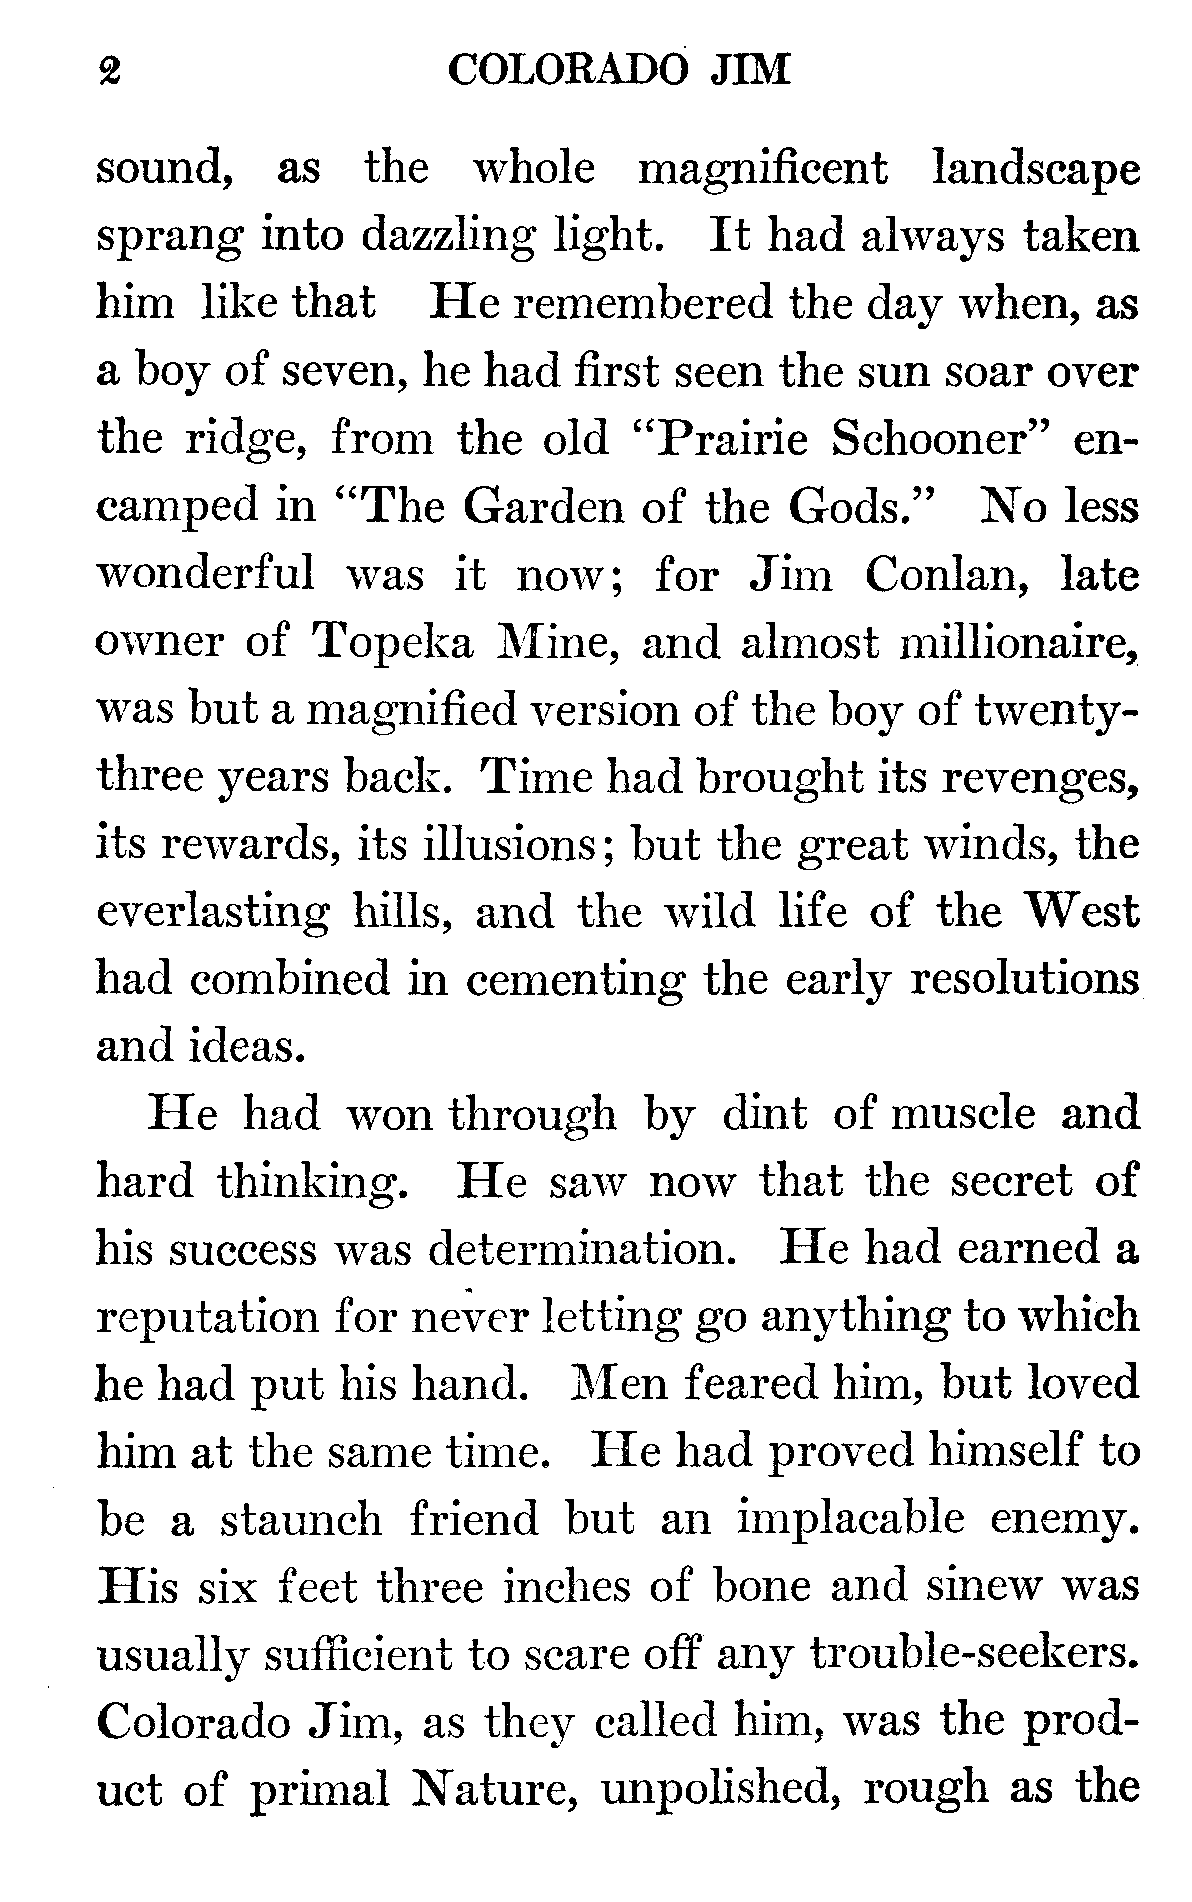 2 COLORADO JIM
sound, as the whole magnificent landscape
sprang into dazzling light. It had always taken
him like that He remembered the day when, as
a boy of seven, he had first seen the sun soar over
the ridge, from the old “Prairie Schooner” en-
camped in “The Garden of the Gods.” No less
wonderful was it now; for Jim Conlan, late
owner of Topeka Mine, and almost millionaire,
was but a magnified version of the boy of twenty-
three years back. Time had brought its revenges,
its rewards, its illusions; but the great winds, the
everlasting hills, and the wild life of the West
had combined in cementing the early resolutions
and ideas.
He had won through by dint of muscle and
hard thinking. He saw now that the secret of
his success was determination. He had earned a
reputation for never letting go anything to which
he had put his hand. Men feared him, but loved
him at the same time. He had proved himself to
be a staunch friend but an implacable enemy.
His six feet three inches of bone and sinew was
usually sufficient to scare off any trouble-seekers.
Colorado Jim, as they called him, was the prod-
uct of primal Nature, unpolished, rough as the